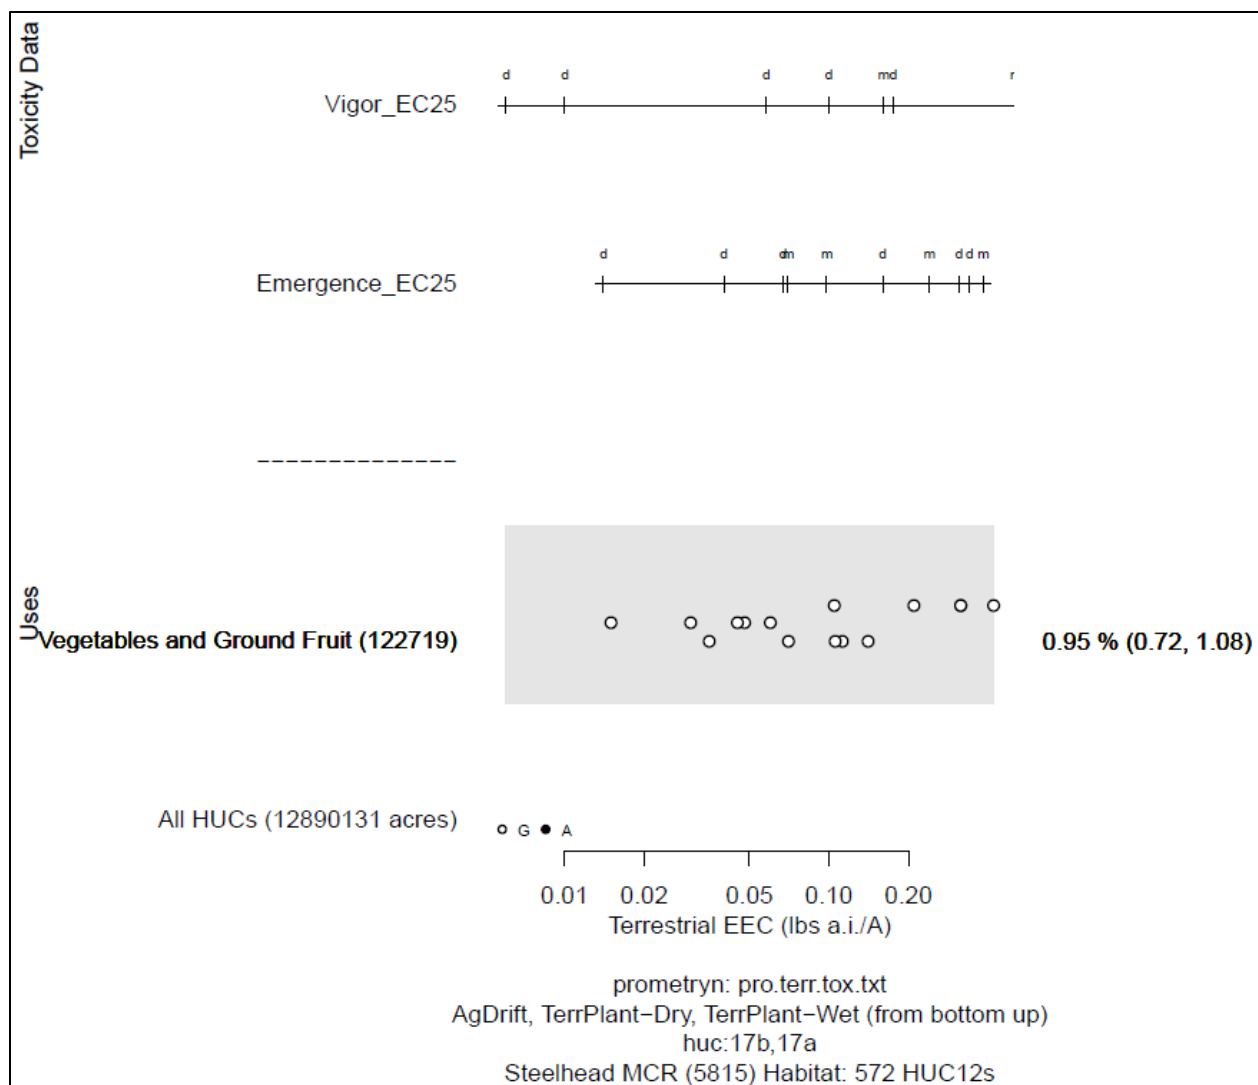 Toxicity Data
d d d d md r
Vigor_EC25
d d dm m d m d d m
Emergence_EC25
--------------
Uses
Vegetables and Ground Fruit (122719)
0.95 % (0.72, 1.08)
All HUCs (12890131 acres)
G A
0.01 0.02 0.05 0.10 0.20
Terrestrial EEC (lbs a.i./A)
prometryn: pro.terr.tox.txt
AgDrift, TerrPlant−Dry, TerrPlant−Wet (from bottom up)
huc:17b,17a
Steelhead MCR (5815) Habitat: 572 HUC12s